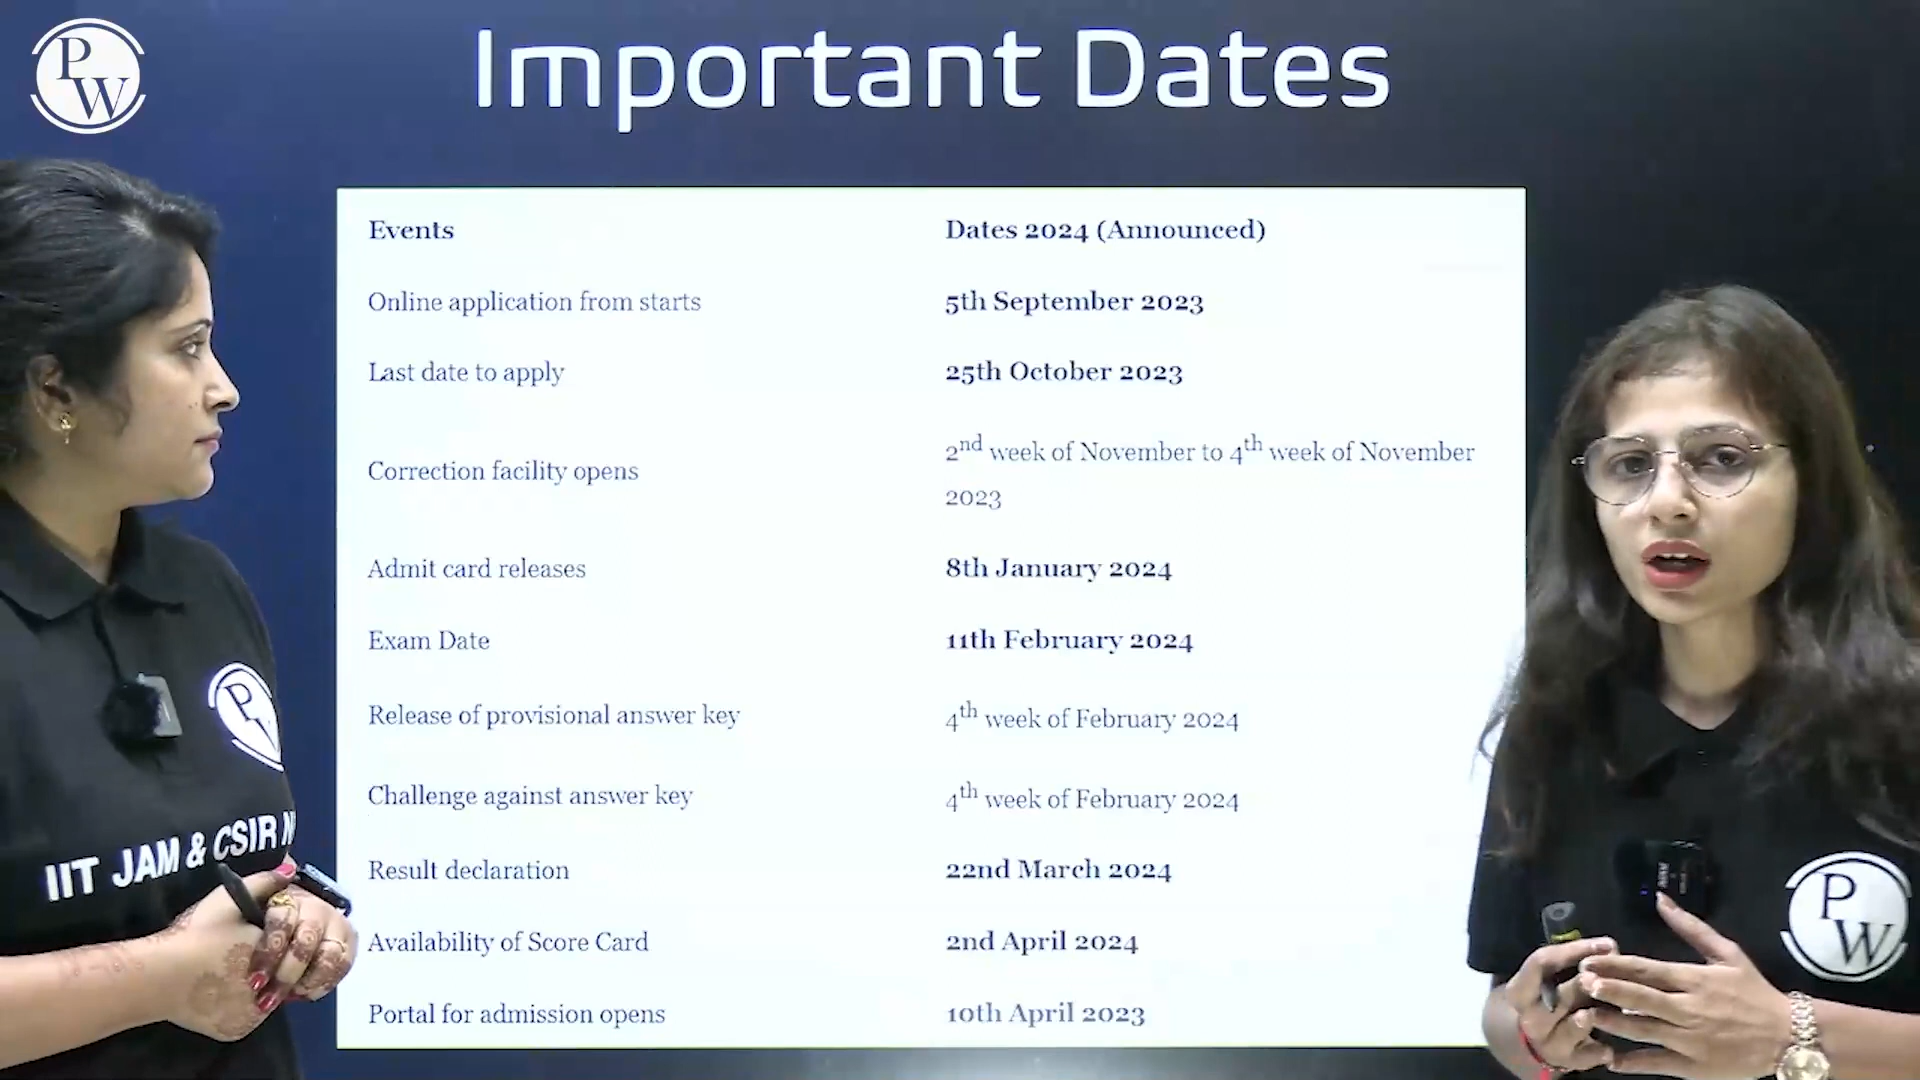 PW
Important Dates
Events Dates 2024 (Announced)
Online application from starts 5th September 2023
Last date to apply 25th October 2023
Correction facility opens 2nd week of November to 4th week of November
2023
Admit card releases 8th January 2024
Exam Date 11th February 2024
Release of provisional answer key 4th week of February 2024
Challenge against answer key 4th week of February 2024
Result declaration 22nd March 2024
Availability of Score Card 2nd April 2024
Portal for admission opens 10th April 2023
PW
IIT JAM & CSIR N
PW